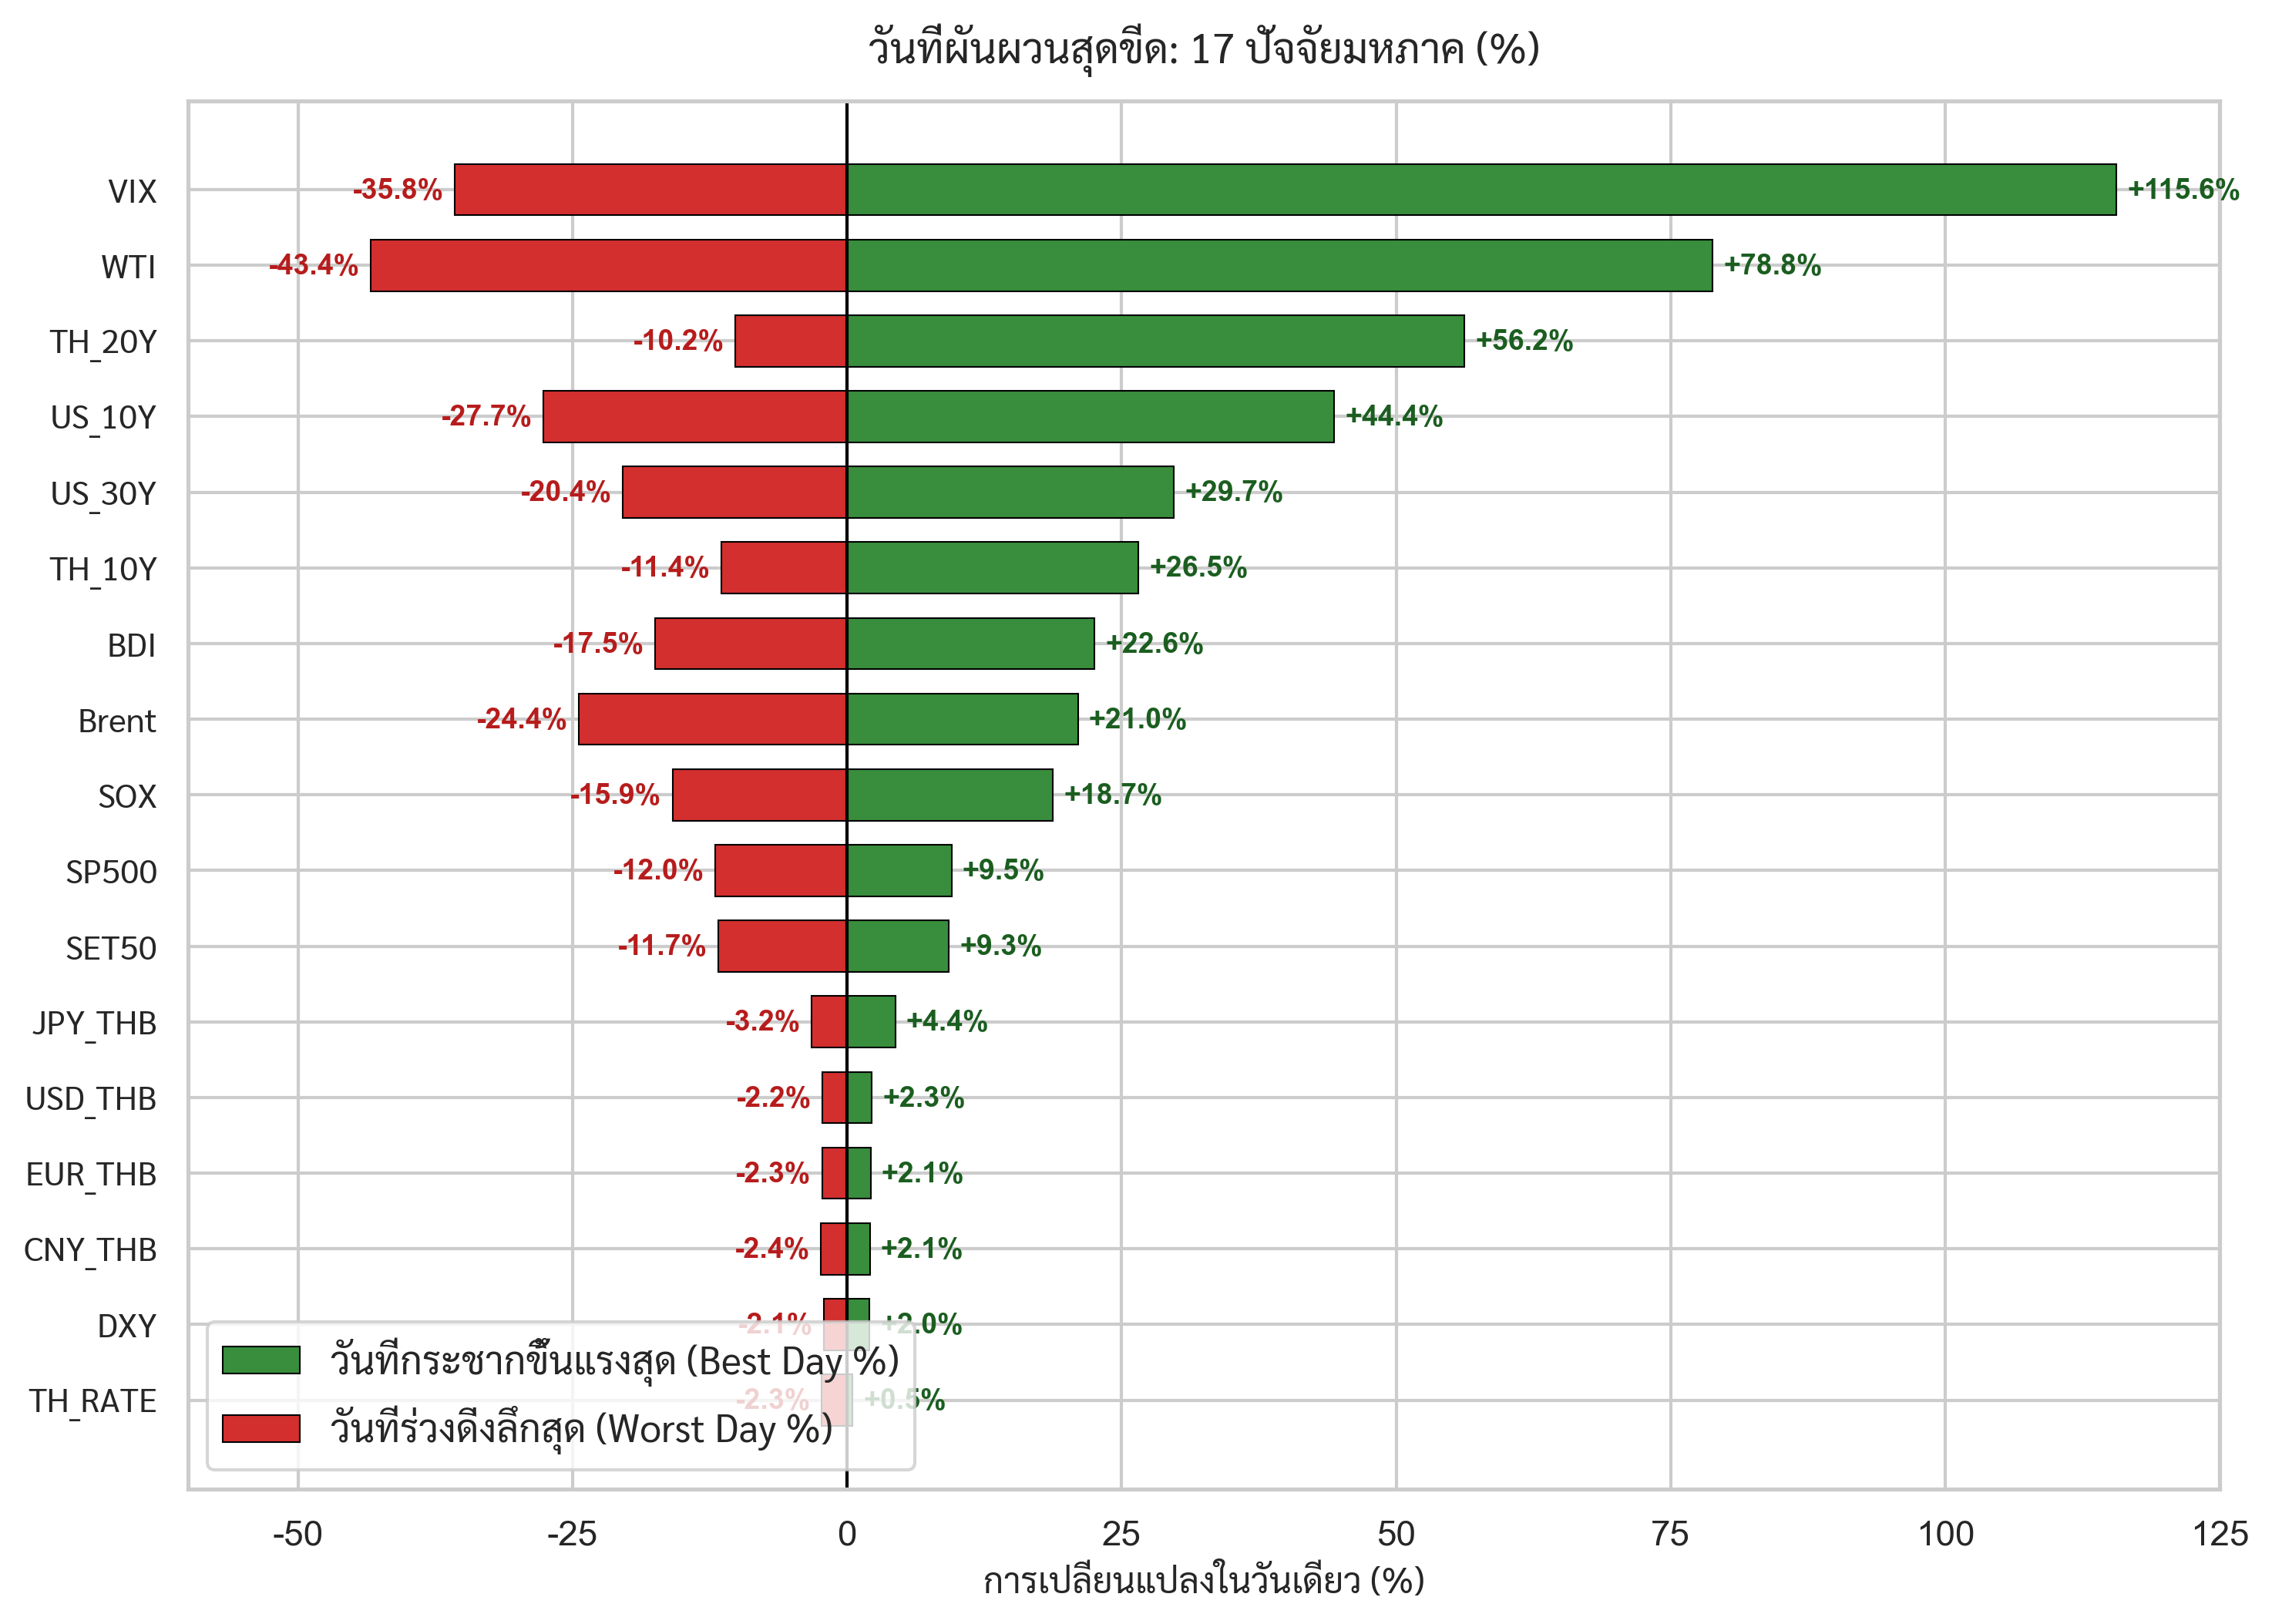 วันที่ผันผวนสุดขีด: 17 ปัจจัยมหภาค (%)
VIX -35.8% +115.6%
WTI -43.4% +78.8%
TH_20Y -10.2% +56.2%
US_10Y -27.7% +44.4%
US_30Y -20.4% +29.7%
TH_10Y -11.4% +26.5%
BDI -17.5% +22.6%
Brent -24.4% +21.0%
SOX -15.9% +18.7%
SP500 -12.0% +9.5%
SET50 -11.7% +9.3%
JPY_THB -3.2% +4.4%
USD_THB -2.2% +2.3%
EUR_THB -2.3% +2.1%
CNY_THB -2.4% +2.1%
DXY -2.1% +2.0%
วันที่กระชากขึ้นแรงสุด (Best Day %)
TH_RATE -2.3% +0.5%
วันที่ร่วงดิ่งลึกสุด (Worst Day %)
-50 -25 0 25 50 75 100 125
การเปลี่ยนแปลงในวันเดียว (%)